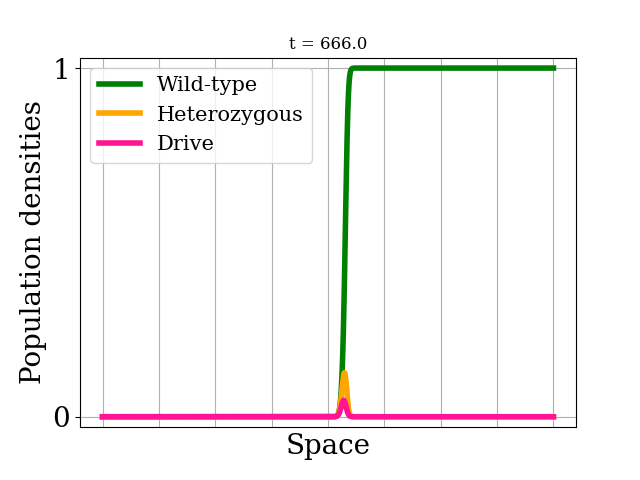 t = 666.0
1
Wild-type
Heterozygous
Drive
Population densities
0
Space